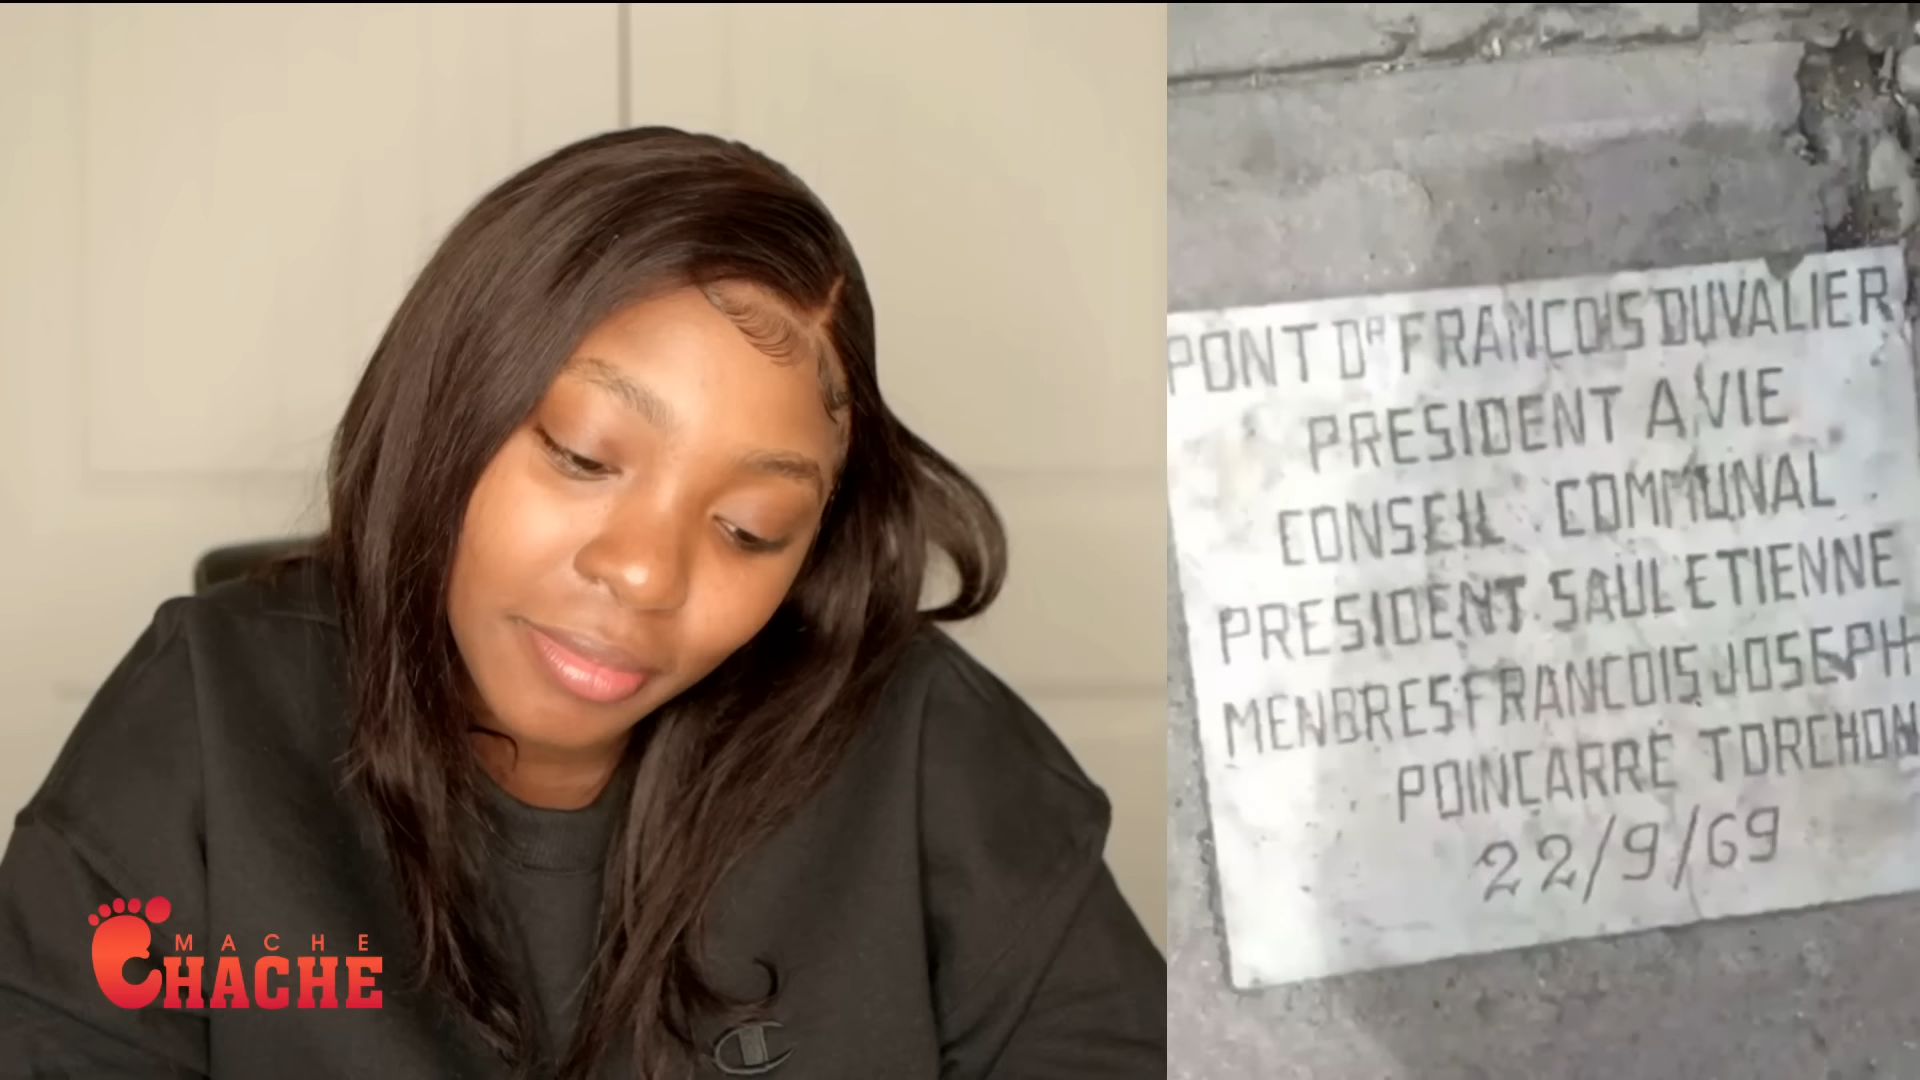 MACHE
CHACHE
PONT Dr FRANCOIS DUVALIER
PRESIDENT A VIE
CONSEIL COMMUNAL
PRESIDENT SAUL ETIENNE
MENBRES FRANCOIS JOSEPH
POINCARRE TORCHON
22/9/69